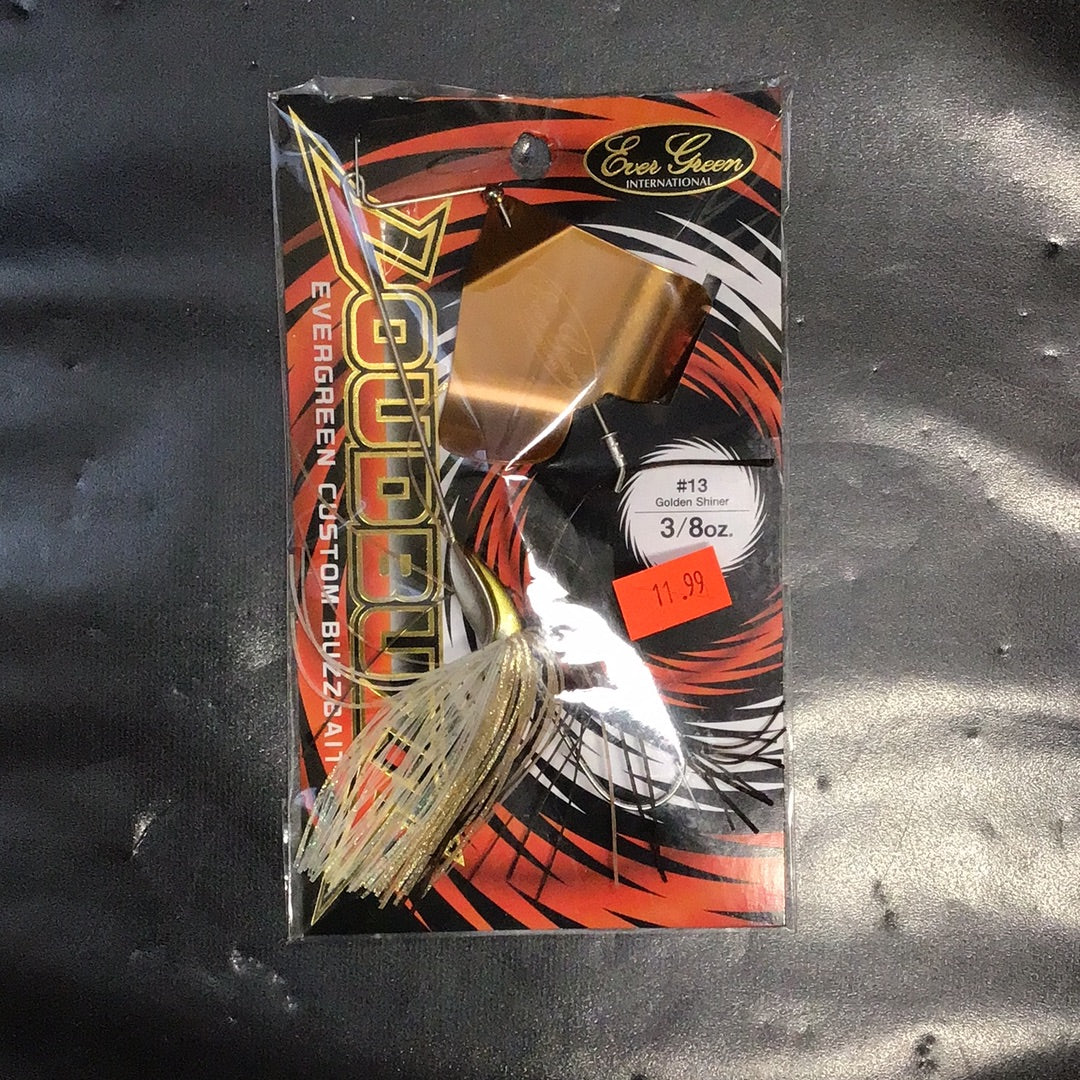 Ever Green
INTERNATIONAL
EVERGREEN CUSTOM BUZZBAIT
#13
Golden Shiner
3/8oz.
11.99